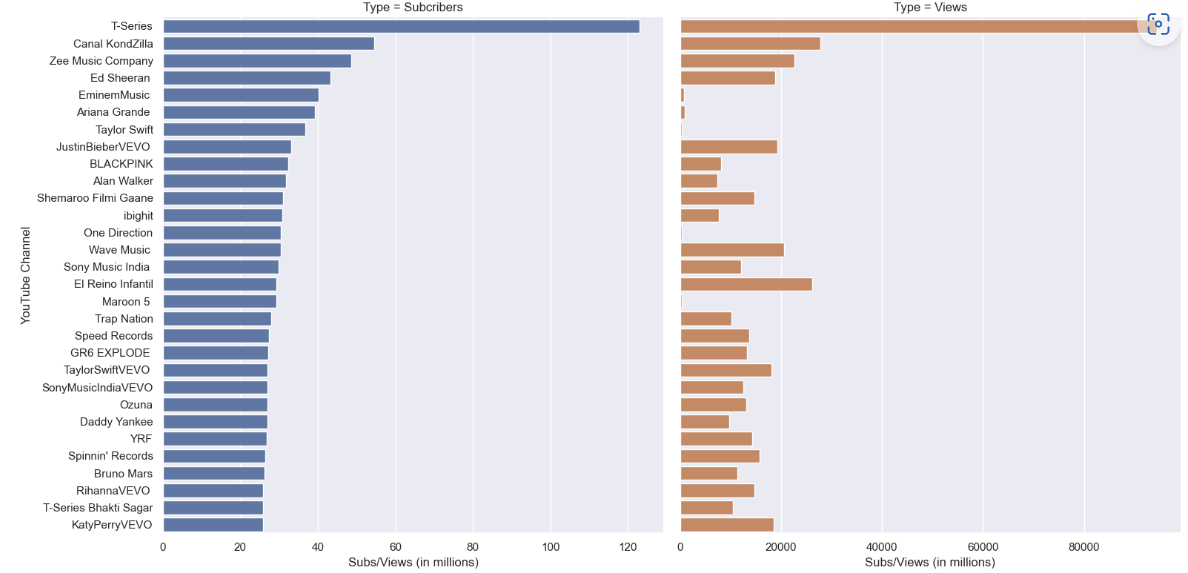 Type = Subcribers
Type = Views
YouTube Channel
T-Series
Canal KondZilla
Zee Music Company
Ed Sheeran
EminemMusic
Ariana Grande
Taylor Swift
JustinBieberVEVO
BLACKPINK
Alan Walker
Shemaroo Filmi Gaane
ibighit
One Direction
Wave Music
Sony Music India
El Reino Infantil
Maroon 5
Trap Nation
Speed Records
GR6 EXPLODE
TaylorSwiftVEVO
SonyMusicIndiaVEVO
Ozuna
Daddy Yankee
YRF
Spinnin' Records
Bruno Mars
RihannaVEVO
T-Series Bhakti Sagar
KatyPerryVEVO
0 20 40 60 80 100 120
0 20000 40000 60000 80000
Subs/Views (in millions)
Subs/Views (in millions)